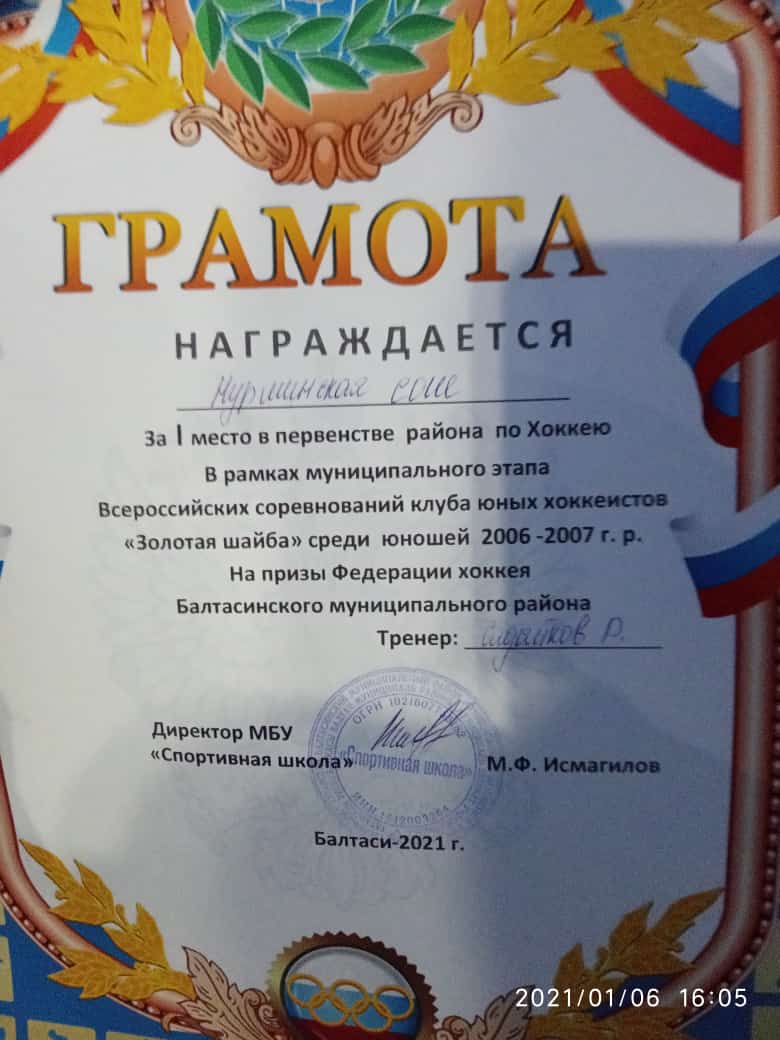 ГРАМОТА
НАГРАЖДАЕТСЯ
Нурминская сош
За I место в первенстве района по Хоккею
В рамках муниципального этапа
Всероссийских соревнований клуба юных хоккеистов
«Золотая шайба» среди юношей 2006 -2007 г. р.
На призы Федерации хоккея
Балтасинского муниципального района
Тренер: Р.
Директор МБУ
«Спортивная школа»
«Спортивная школа»
М.Ф. Исмагилов
Балтаси-2021 г.
2021/01/06 16:05